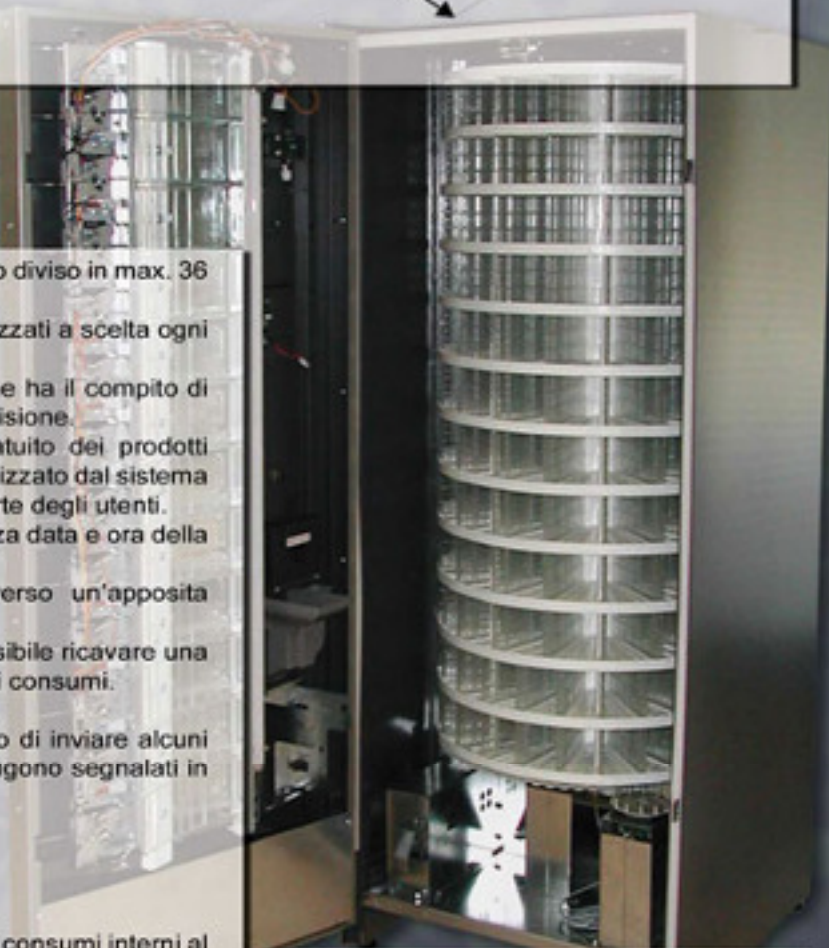 o diviso in max. 36
zzati a scelta ogni
e ha il compito di
isione.
atuito dei prodotti
izzato dal sistema
rte degli utenti.
za data e ora della
erso un'apposita
sibile ricavare una
i consumi.
o di inviare alcuni
ngono segnalati in
consumi interni al